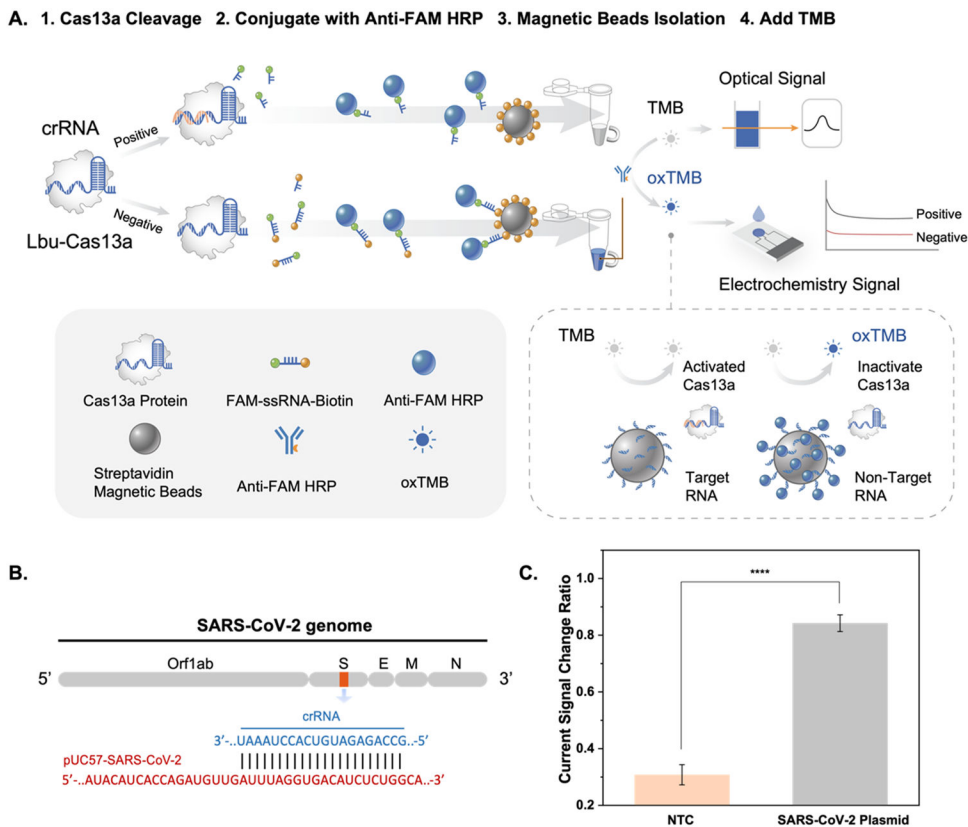 A. 1. Cas13a Cleavage 2. Conjugate with Anti-FAM HRP 3. Magnetic Beads Isolation 4. Add TMB
crRNA
Positive
Negative
Lbu-Cas13a
TMB
oxTMB
Optical Signal
Positive
Negative
Electrochemistry Signal
Cas13a Protein
FAM-ssRNA-Biotin
Anti-FAM HRP
Streptavidin
Magnetic Beads
Anti-FAM HRP
oxTMB
TMB
oxTMB
Activated
Cas13a
Inactivate
Cas13a
Target
RNA
Non-Target
RNA
B.
SARS-CoV-2 genome
5’
Orf1ab
S
E
M
N
3’
crRNA
3’-..UAAAUCCACUGUAGAGACCG..-5’
pUC57-SARS-CoV-2
5’-..AUACAUCACCAGAUGUUGAUUUAGGUGACAUCUCUGGCA..-3’
C.
Current Signal Change Ratio
1.0
0.8
0.6
0.4
0.2
****
NTC
SARS-CoV-2 Plasmid